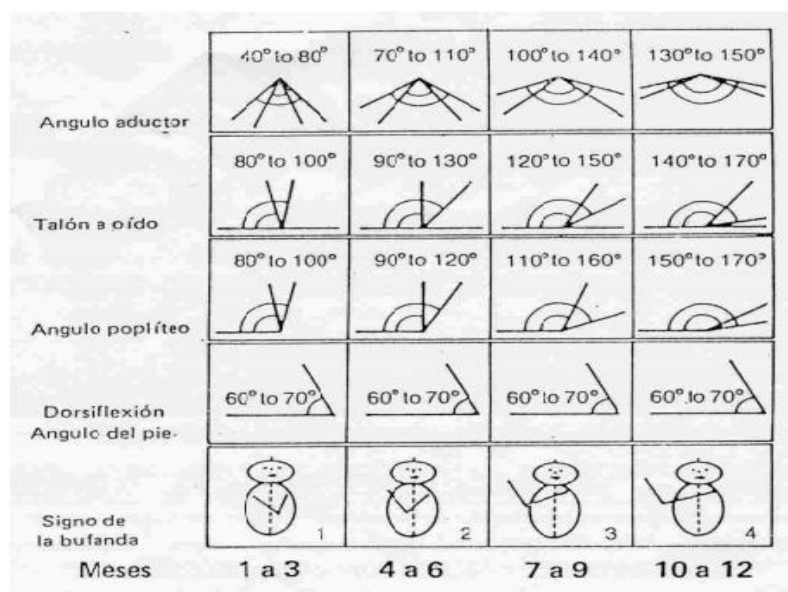 40° to 80° 70° to 110° 100° to 140° 130° to 150°
Angulo aductor
80° to 100° 90° to 130° 120° to 150° 140° to 170°
Talón a oído
80° to 100° 90° to 120° 110° to 160° 150° to 170°
Angulo poplíteo
60° to 70° 60° to 70° 60° to 70° 60° to 70°
Dorsiflexión
Angulo del pie
Signo de
la bufanda
1 2 3 4
Meses 1 a 3 4 a 6 7 a 9 10 a 12